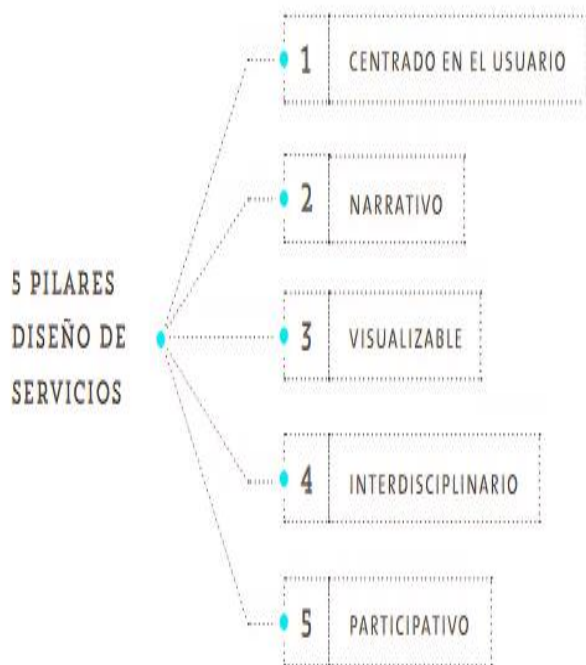 5 PILARES
DISEÑO DE
SERVICIOS
1 CENTRADO EN EL USUARIO
2 NARRATIVO
3 VISUALIZABLE
4 INTERDISCIPLINARIO
5 PARTICIPATIVO